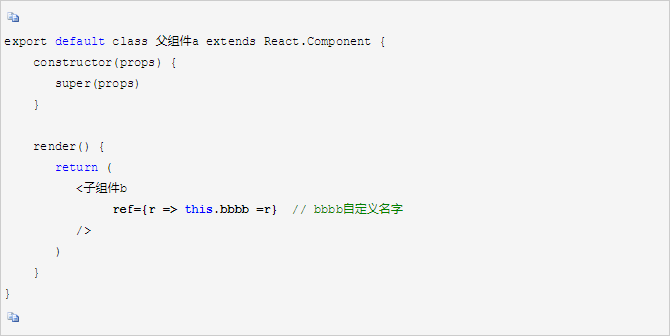 export default class 父组件a extends React.Component {
constructor(props) {
super(props)
}
render() {
return (
<子组件b
ref={r => this.bbbb =r}  // bbbb自定义名字
/>
)
}
}